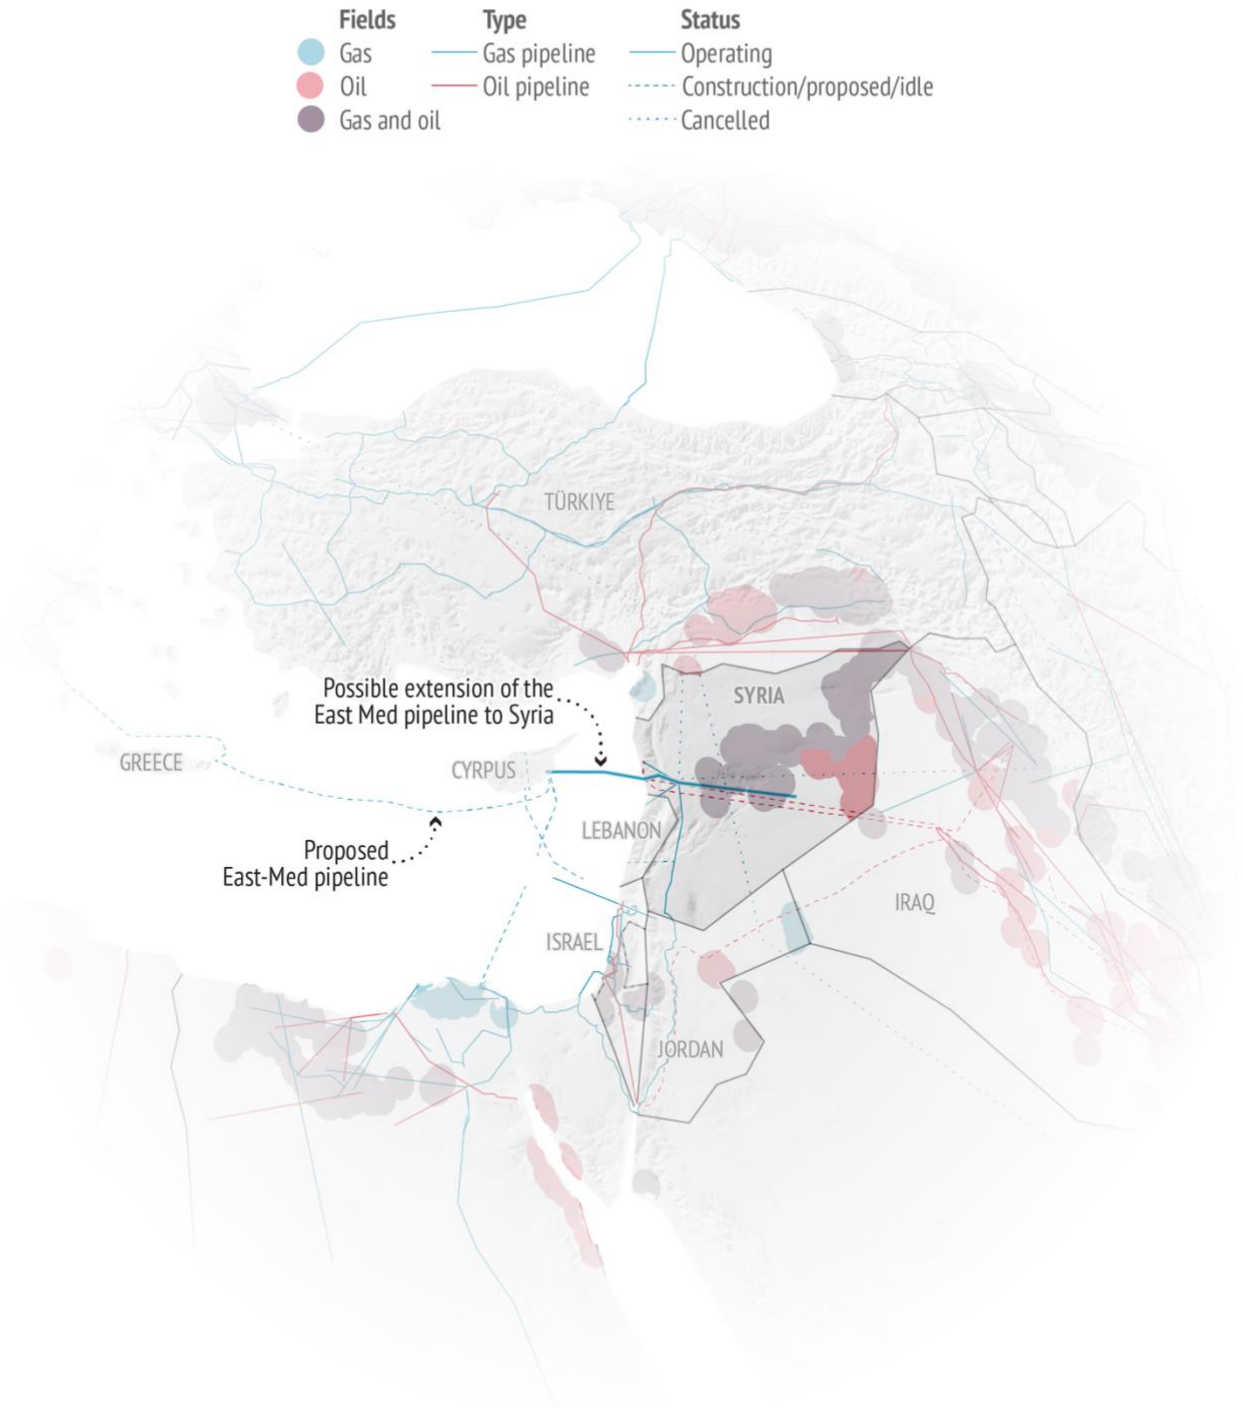 Fields Type Status
Gas Gas pipeline Operating
Oil Oil pipeline Construction/proposed/idle
Gas and oil Cancelled
TÜRKIYE
Possible extension of the
East Med pipeline to Syria
SYRIA
GREECE
CYRPUS
LEBANON
Proposed
East-Med pipeline
IRAQ
ISRAEL
JORDAN